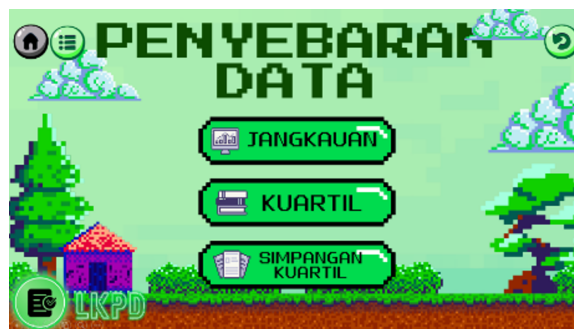 PENYEBARAN
DATA
JANGKAUAN
KUARTIL
SIMPANGAN
KUARTIL
LKPD